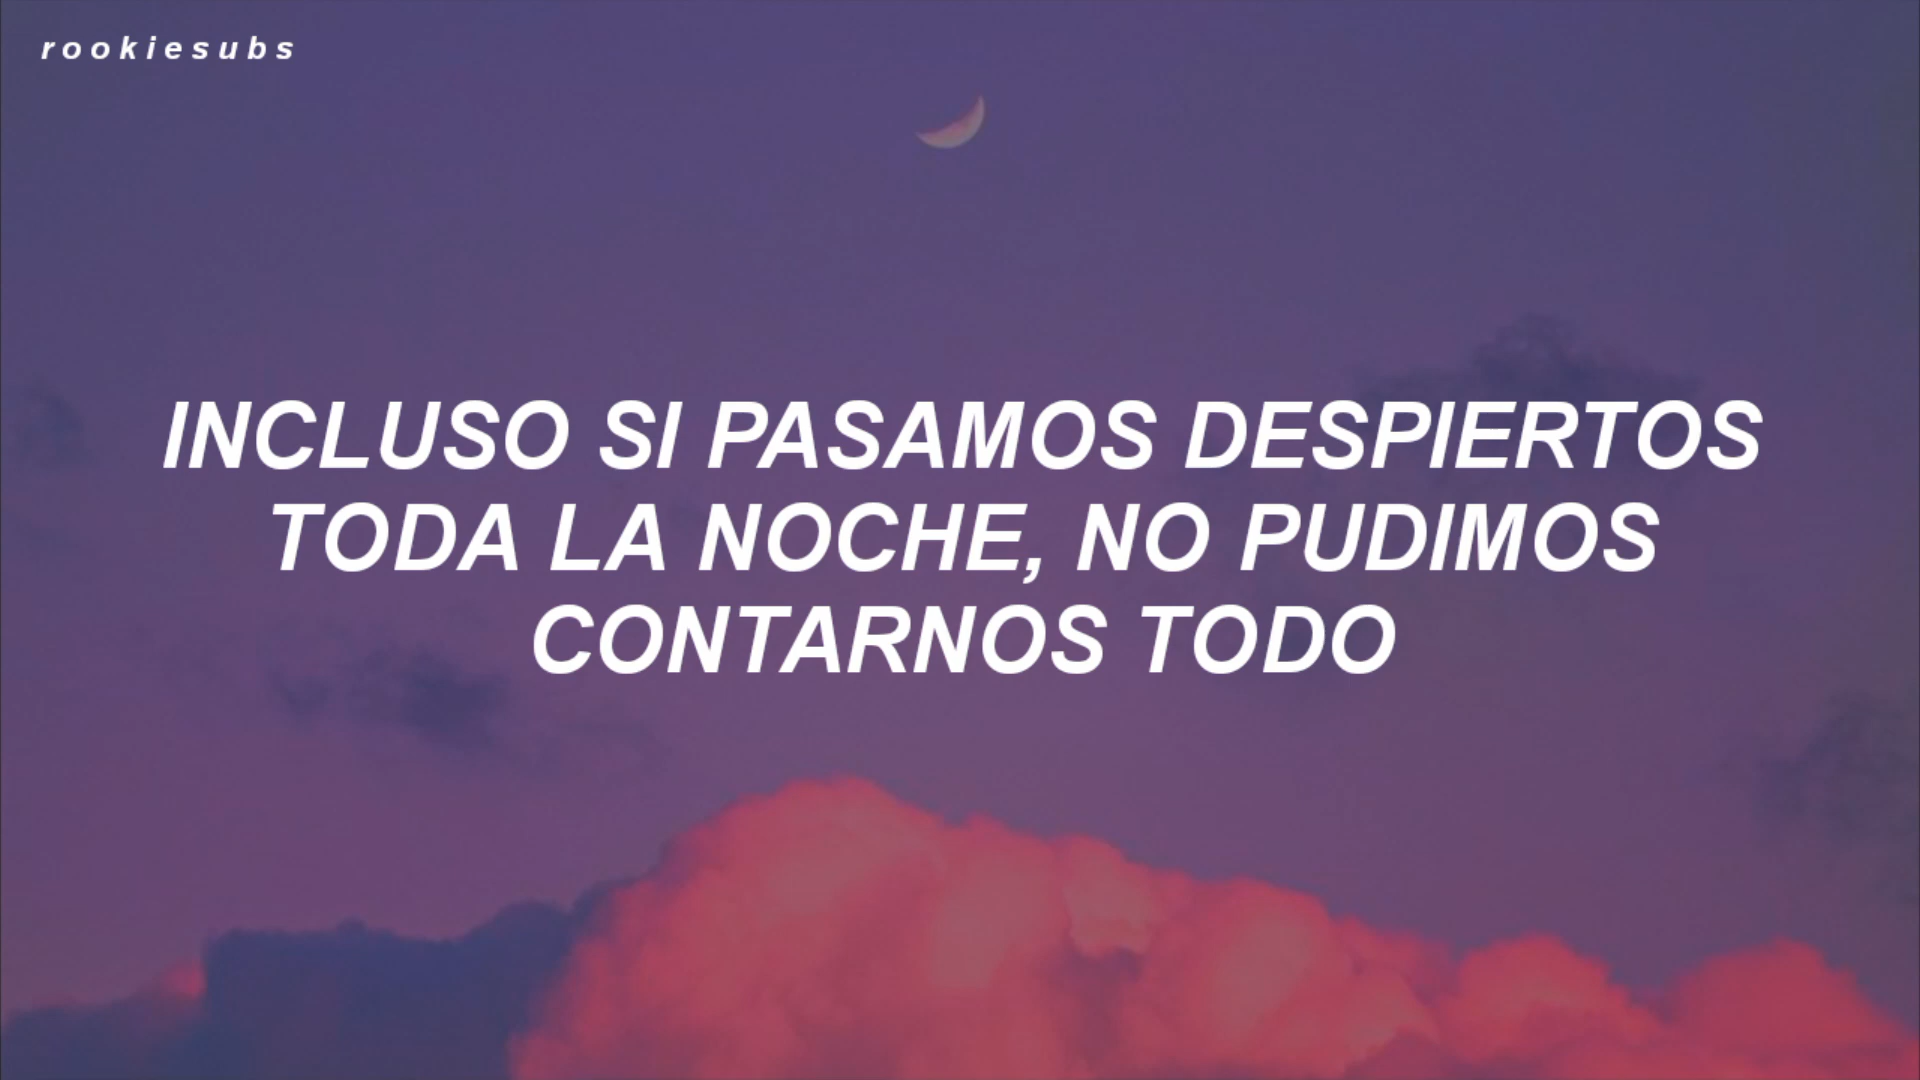 rookiesubs
INCLUSO SI PASAMOS DESPIERTOS
TODA LA NOCHE, NO PUDIMOS
CONTARNOS TODO